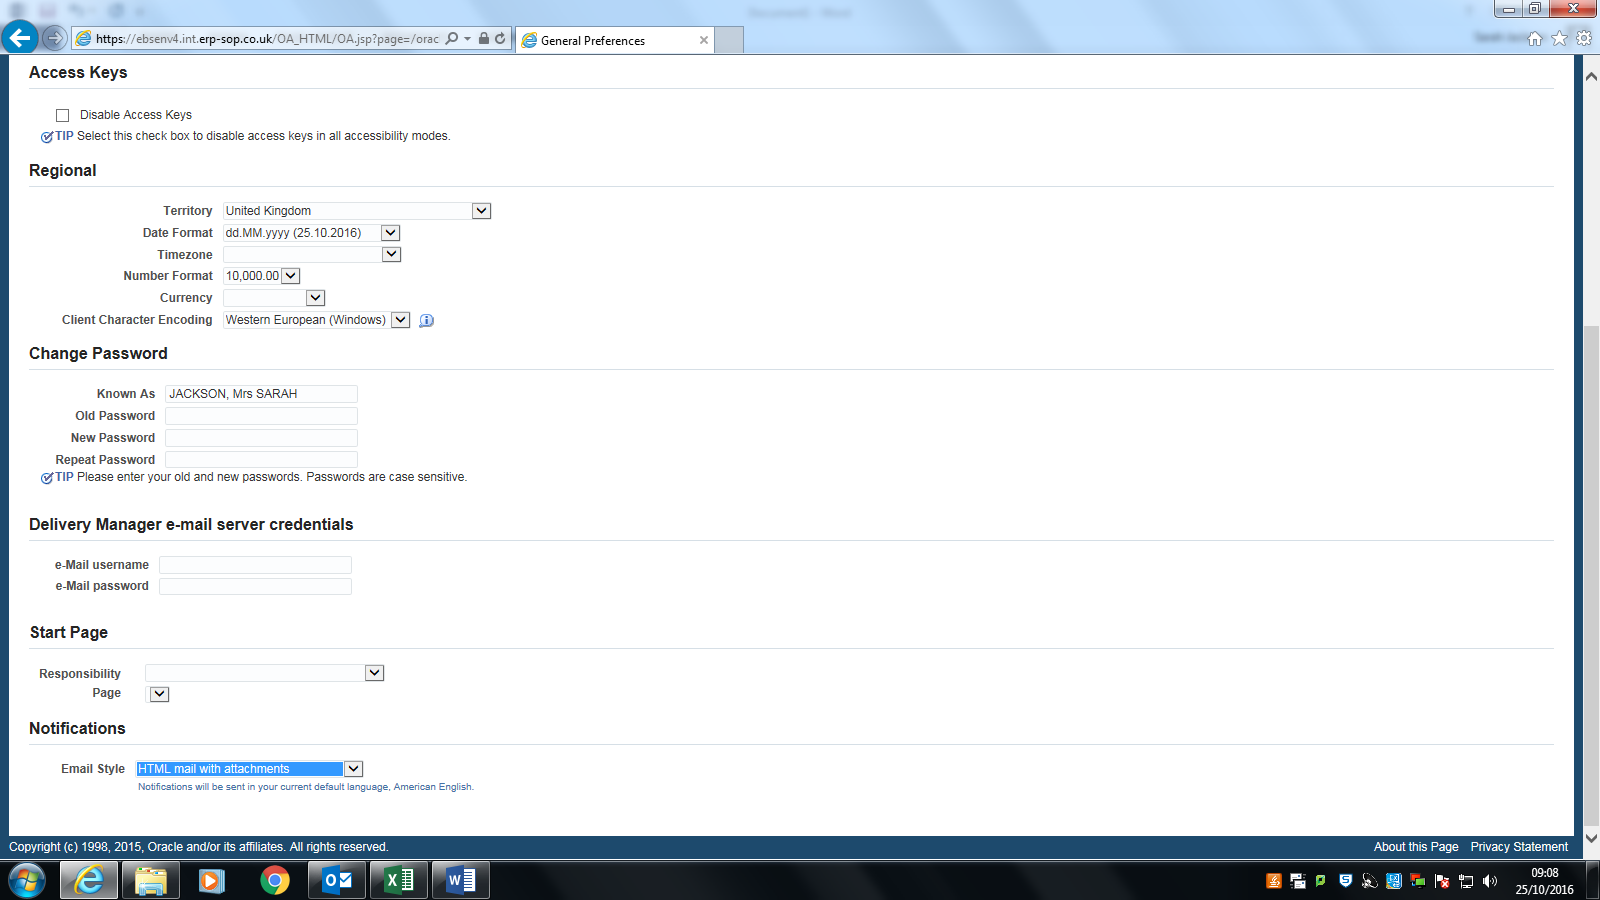 https://ebsenv4.int.erp-sop.co.uk/OA_HTML/OA.jsp?page=/orac
General Preferences
Access Keys
Disable Access Keys
TIP Select this check box to disable access keys in all accessibility modes.
Regional
Territory United Kingdom
Date Format dd.MM.yyyy (25.10.2016)
Timezone
Number Format 10,000.00
Currency
Client Character Encoding Western European (Windows)
Change Password
Known As JACKSON, Mrs SARAH
Old Password
New Password
Repeat Password
TIP Please enter your old and new passwords. Passwords are case sensitive.
Delivery Manager e-mail server credentials
e-Mail username
e-Mail password
Start Page
Responsibility
Page
Notifications
Email Style HTML mail with attachments
Notifications will be sent in your current default language, American English.
Copyright (c) 1998, 2015, Oracle and/or its affiliates. All rights reserved.
About this Page Privacy Statement
09:08
25/10/2016